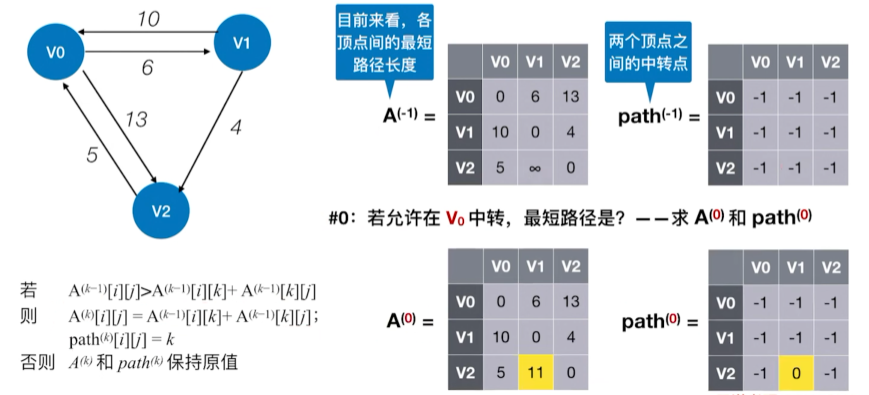 10
V0
V1
6
13
4
5
V2
目前来看，各
顶点间的最短
路径长度
两个顶点之
间的中转点
A(-1) =
V0 V1 V2
V0 0 6 13
V1 10 0 4
V2 5 ∞ 0
path(-1) =
V0 V1 V2
V0 -1 -1 -1
V1 -1 -1 -1
V2 -1 -1 -1
#0：若允许在 V0 中转，最短路径是？——求 A(0) 和 path(0)
若 A(k-1)[i][j]>A(k-1)[i][k]+ A(k-1)[k][j]
则 A(k)[i][j] = A(k-1)[i][k]+ A(k-1)[k][j]；
path(k)[i][j] = k
否则 A(k) 和 path(k) 保持原值
A(0) =
V0 V1 V2
V0 0 6 13
V1 10 0 4
V2 5 11 0
path(0) =
V0 V1 V2
V0 -1 -1 -1
V1 -1 -1 -1
V2 -1 0 -1